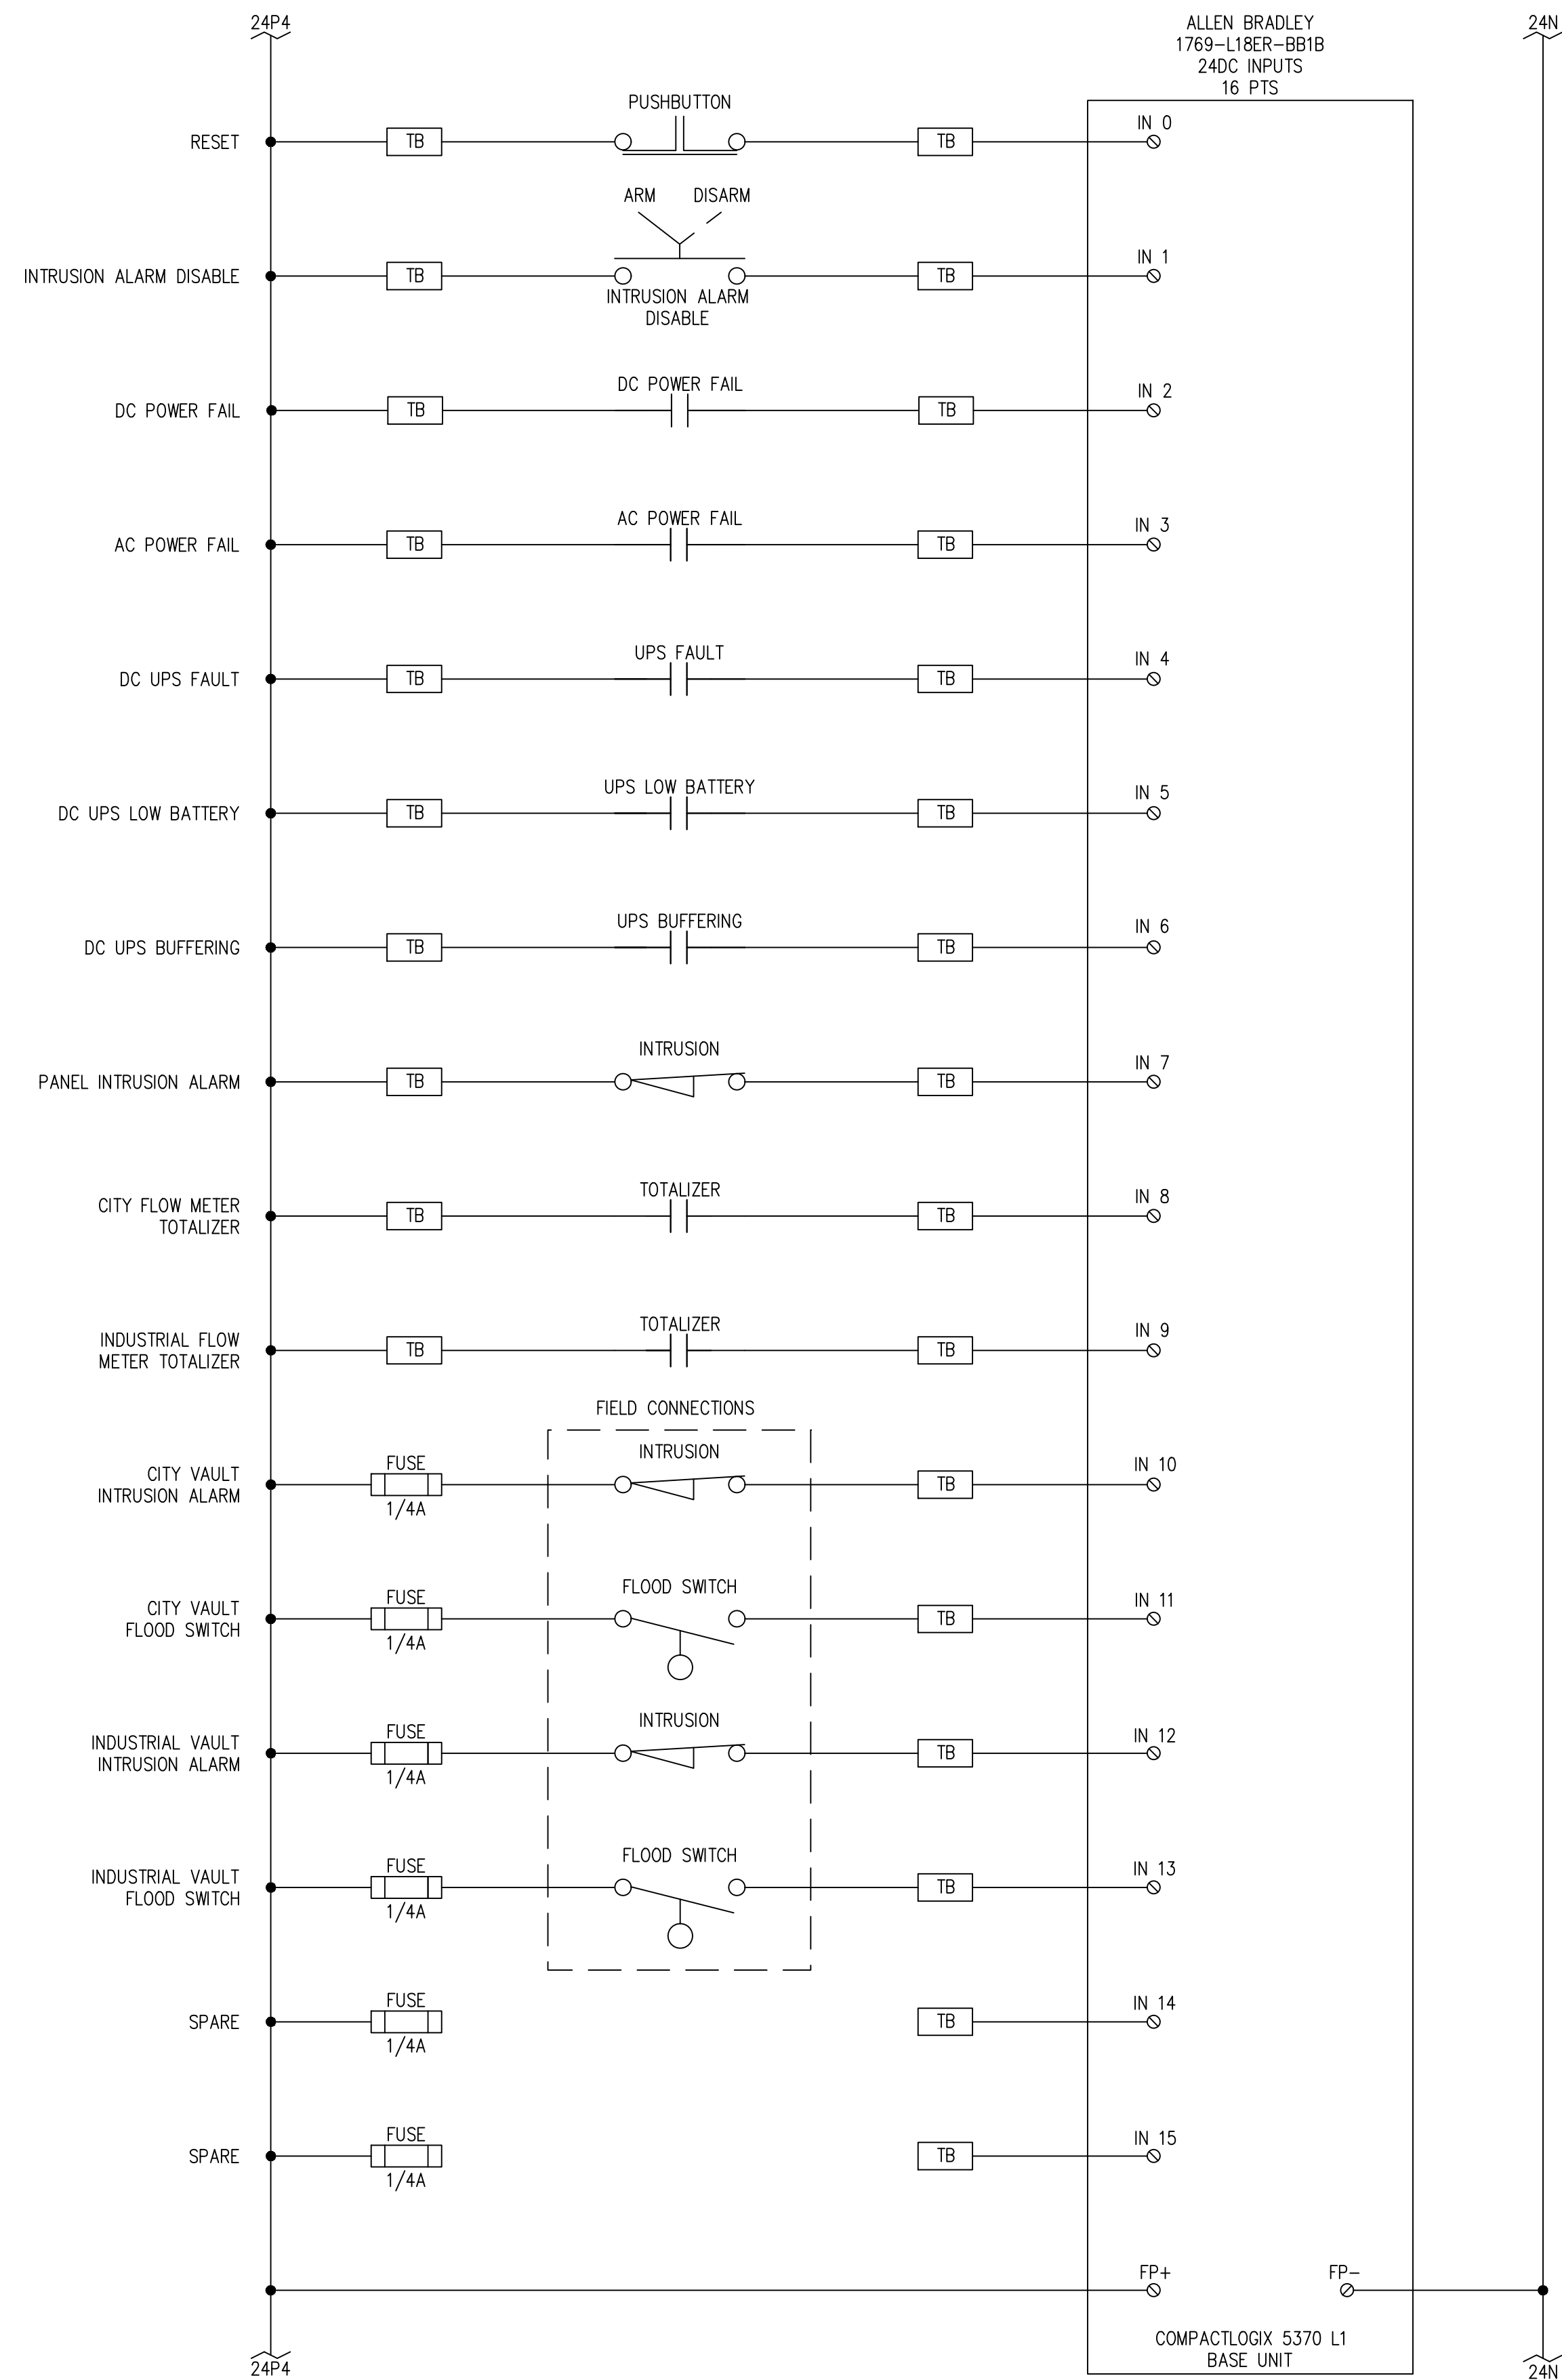 24P4
ALLEN BRADLEY
1769-L18ER-BB1B
24DC INPUTS
16 PTS
24N
PUSHBUTTON
RESET
TB
TB
IN 0
ARM DISARM
INTRUSION ALARM DISABLE
TB
INTRUSION ALARM
DISABLE
TB
IN 1
DC POWER FAIL
DC POWER FAIL
TB
TB
IN 2
AC POWER FAIL
AC POWER FAIL
TB
TB
IN 3
UPS FAULT
DC UPS FAULT
TB
TB
IN 4
UPS LOW BATTERY
DC UPS LOW BATTERY
TB
TB
IN 5
UPS BUFFERING
DC UPS BUFFERING
TB
TB
IN 6
INTRUSION
PANEL INTRUSION ALARM
TB
TB
IN 7
TOTALIZER
CITY FLOW METER
TOTALIZER
TB
TB
IN 8
TOTALIZER
INDUSTRIAL FLOW
METER TOTALIZER
TB
TB
IN 9
FIELD CONNECTIONS
CITY VAULT
INTRUSION ALARM
FUSE
1/4A
INTRUSION
TB
IN 10
CITY VAULT
FLOOD SWITCH
FUSE
1/4A
FLOOD SWITCH
TB
IN 11
INDUSTRIAL VAULT
INTRUSION ALARM
FUSE
1/4A
INTRUSION
TB
IN 12
INDUSTRIAL VAULT
FLOOD SWITCH
FUSE
1/4A
FLOOD SWITCH
TB
IN 13
SPARE
FUSE
1/4A
TB
IN 14
SPARE
FUSE
1/4A
TB
IN 15
FP+
FP-
COMPACTLOGIX 5370 L1
BASE UNIT
24P4
24N